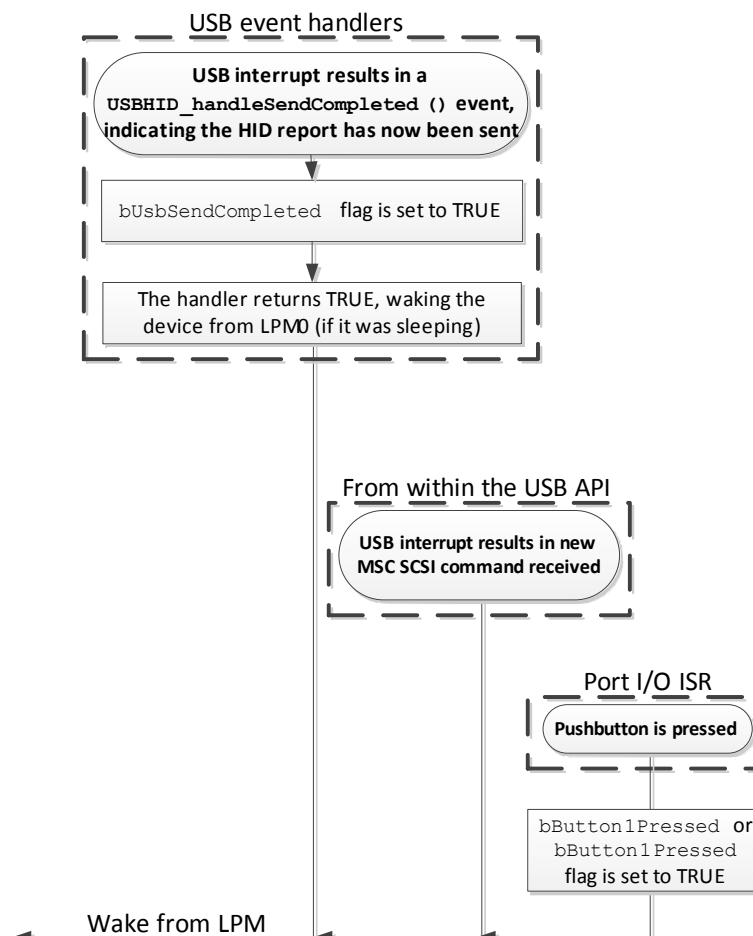 USB event handlers
USB interrupt results in a
USBHID_handleSendCompleted () event,
indicating the HID report has now been sent
bUsbSendCompleted flag is set to TRUE
The handler returns TRUE, waking the
device from LPM0 (if it was sleeping)
From within the USB API
USB interrupt results in new
MSC SCSI command received
Port I/O ISR
Pushbutton is pressed
bButton1Pressed or
bButton1Pressed
flag is set to TRUE
Wake from LPM